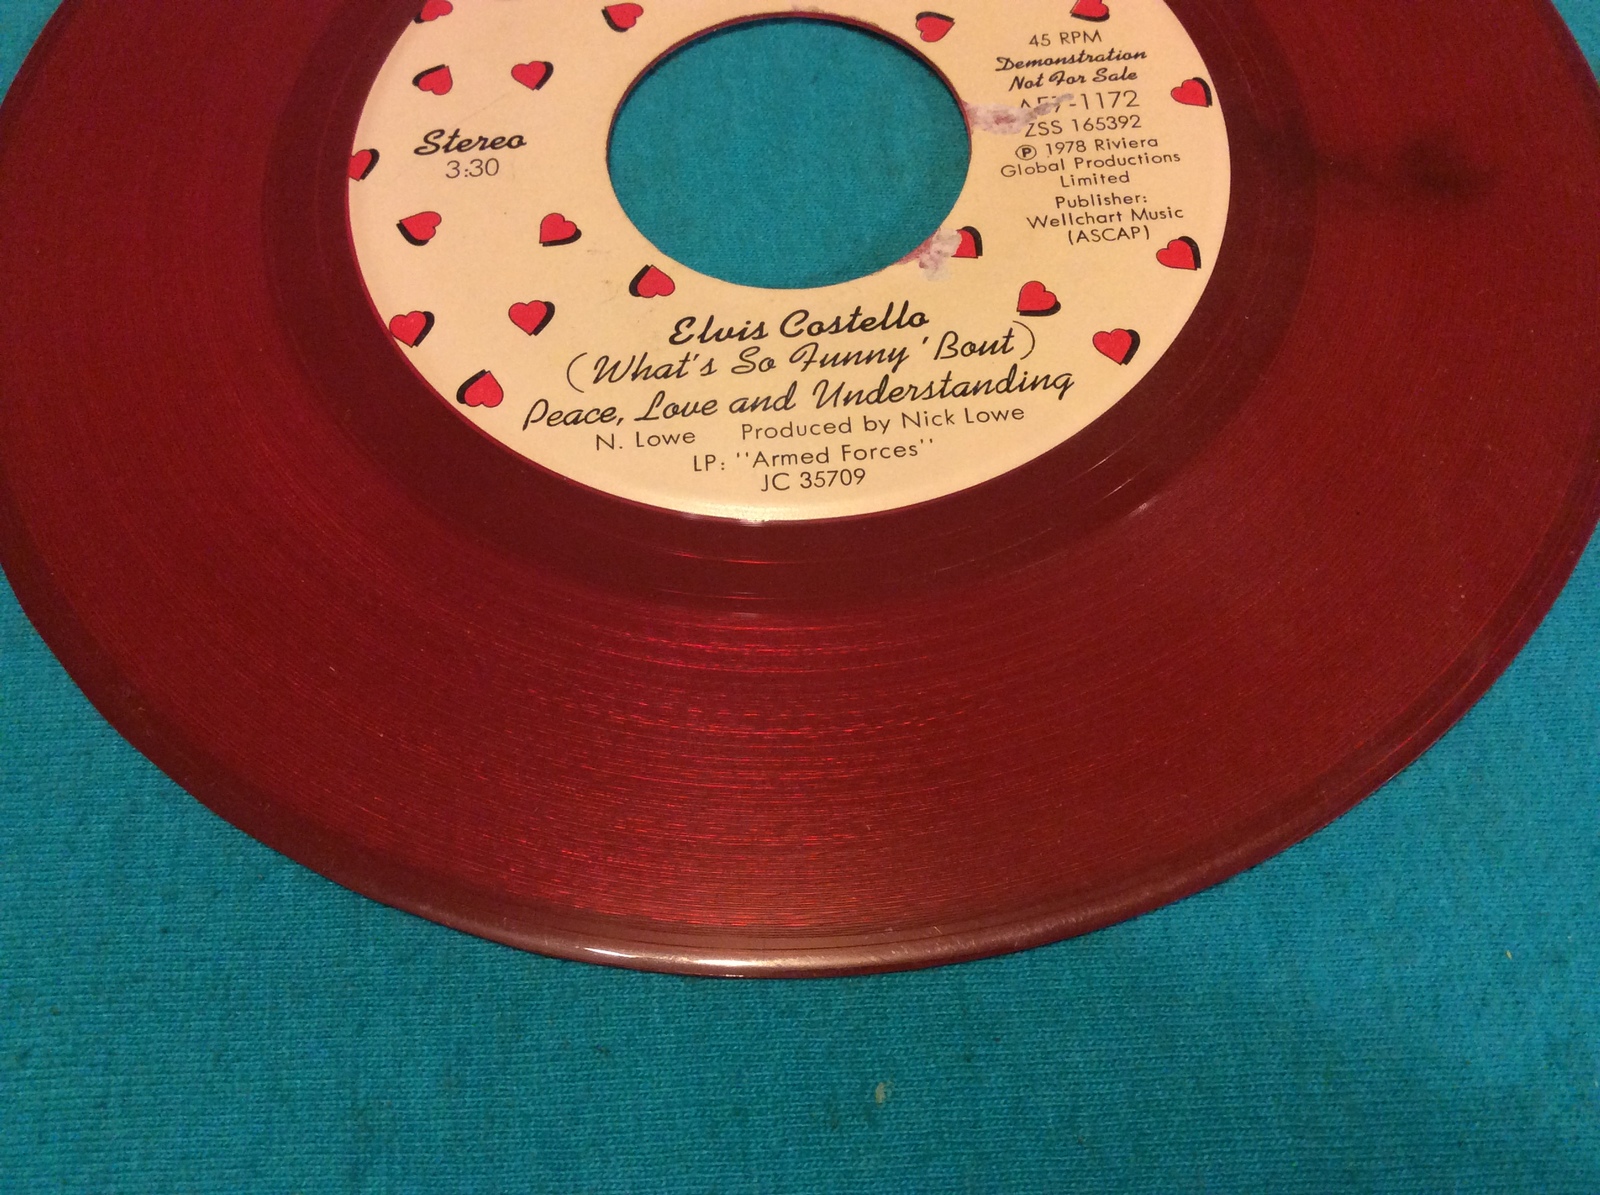 Stereo
3:30
45 RPM
Demonstration
Not For Sale
-1172
ZSS 165392
Ⓟ 1978 Riviera
Global Productions
Limited
Publisher:
Wellchart Music
(ASCAP)
Elvis Costello
(What's So Funny 'Bout)
Peace, Love and Understanding
N. Lowe Produced by Nick Lowe
LP: ''Armed Forces''
JC 35709